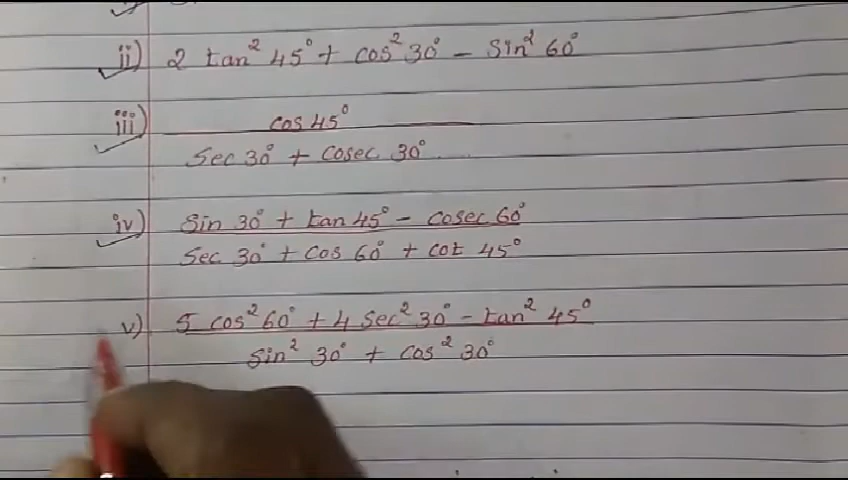 ii) 2 tan² 45° + cos² 30° - sin² 60°
iii) cos 45°
sec 30° + cosec 30°
iv) sin 30° + tan 45° - cosec 60°
sec 30° + cos 60° + cot 45°
v) 5 cos² 60° + 4 sec² 30° - tan² 45°
sin² 30° + cos² 30°